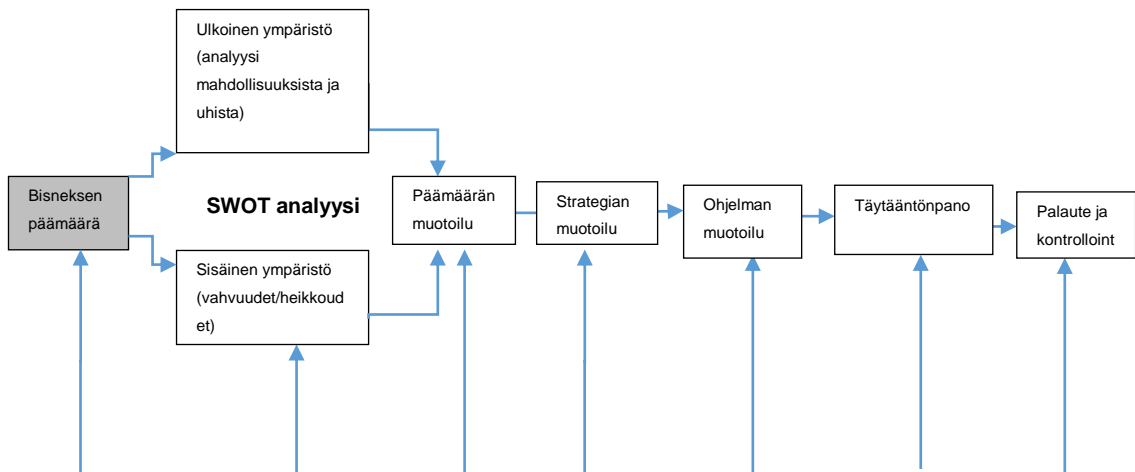 Ulkoinen ympäristö
(analyysi
mahdollisuuksista ja
uhista)
Bisneksen
päämäärä
SWOT analyysi
Sisäinen ympäristö
(vahvuudet/heikkoud
et)
Päämäärän
muotoilu
Strategian
muotoilu
Ohjelman
muotoilu
Täytääntönpano
Palaute ja
kontrolloint